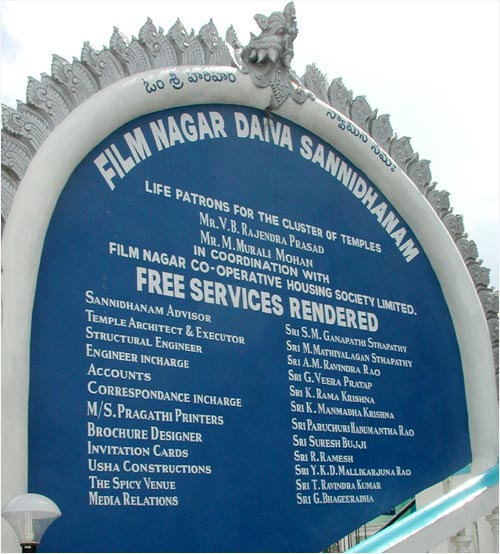 ఓం శ్రీ హరిహర
స్వామినే నమః
FILM NAGAR DAIVA SANNIDHANAM
LIFE PATRONS FOR THE CLUSTER OF TEMPLES
MR.V.B.RAJENDRA PRASAD
MR.M.MURALI MOHAN
IN COORDINATION WITH
FILM NAGAR CO-OPERATIVE HOUSING SOCIETY LIMITED.
FREE SERVICES RENDERED
SANNIDHANAM ADVISOR
TEMPLE ARCHITECT & EXECUTOR
STRUCTURAL ENGINEER
ENGINEER INCHARGE
ACCOUNTS
CORRESPONDANCE INCHARGE
M/S.PRAGATHI PRINTERS
BROCHURE DESIGNER
INVITATION CARDS
USHA CONSTRUCTIONS
THE SPICY VENUE
MEDIA RELATIONS
SRI S.M. GANAPATHI STHAPATHY
SRI M.MATHIYALAGAN STHAPATHY
SRI A.M.RAVINDRA RAO
SRI G.VEERA PRATAP
SRI K.RAMA KRISHNA
SRI K.MANMADHA KRISHNA
SRI PARUCHURI HANUMANTHA RAO
SRI SURESH BUJJI
SRI R.RAMESH
SRI Y.K.D.MALLIKARJUNA RAO
SRI T.RAVINDRA KUMAR
SRI G.BHAGEERADHA